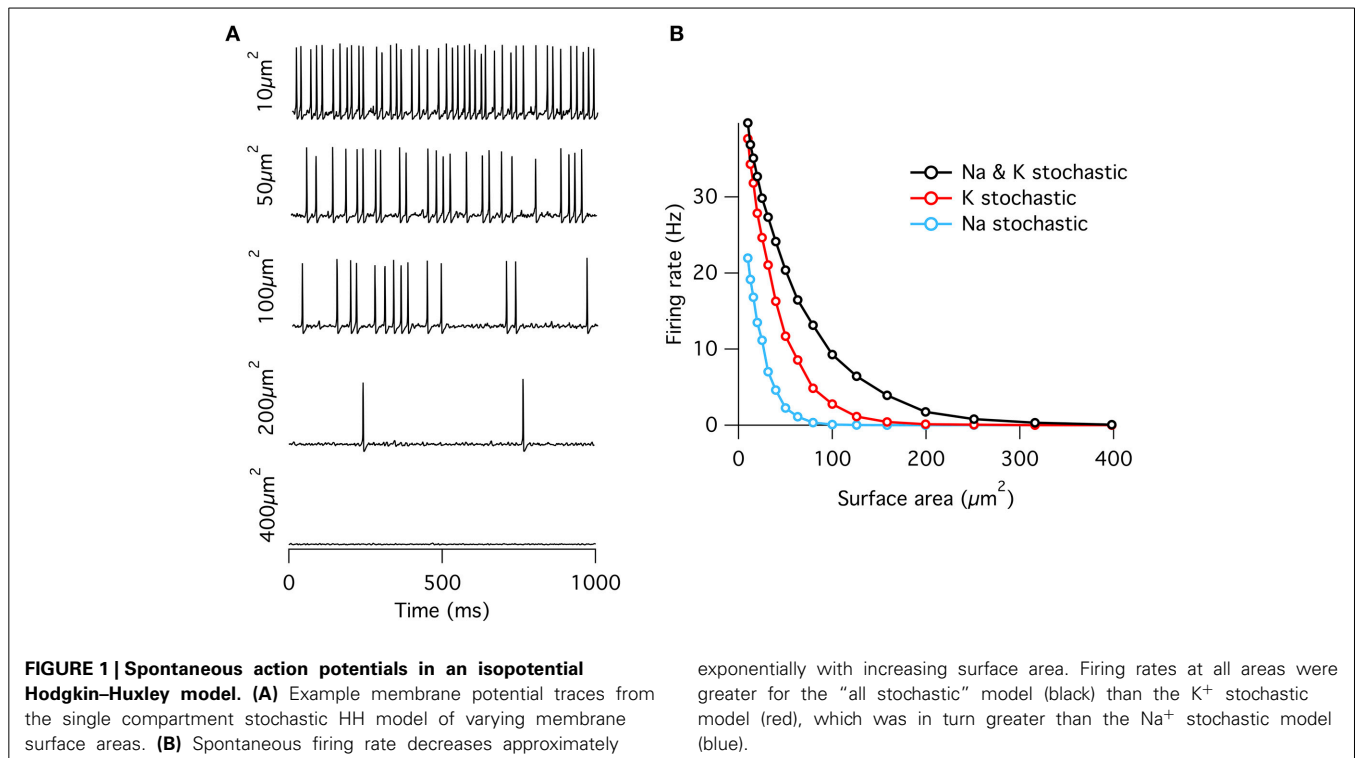 A
10µm²
50µm²
100µm²
200µm²
400µm²
0 500 1000
Time (ms)
B
Firing rate (Hz)
30
20
10
0
0 100 200 300 400
Surface area (µm²)
Na & K stochastic
K stochastic
Na stochastic
FIGURE 1 | Spontaneous action potentials in an isopotential
Hodgkin–Huxley model. (A) Example membrane potential traces from
the single compartment stochastic HH model of varying membrane
surface areas. (B) Spontaneous firing rate decreases approximately
exponentially with increasing surface area. Firing rates at all areas were
greater for the “all stochastic” model (black) than the K⁺ stochastic
model (red), which was in turn greater than the Na⁺ stochastic model
(blue).